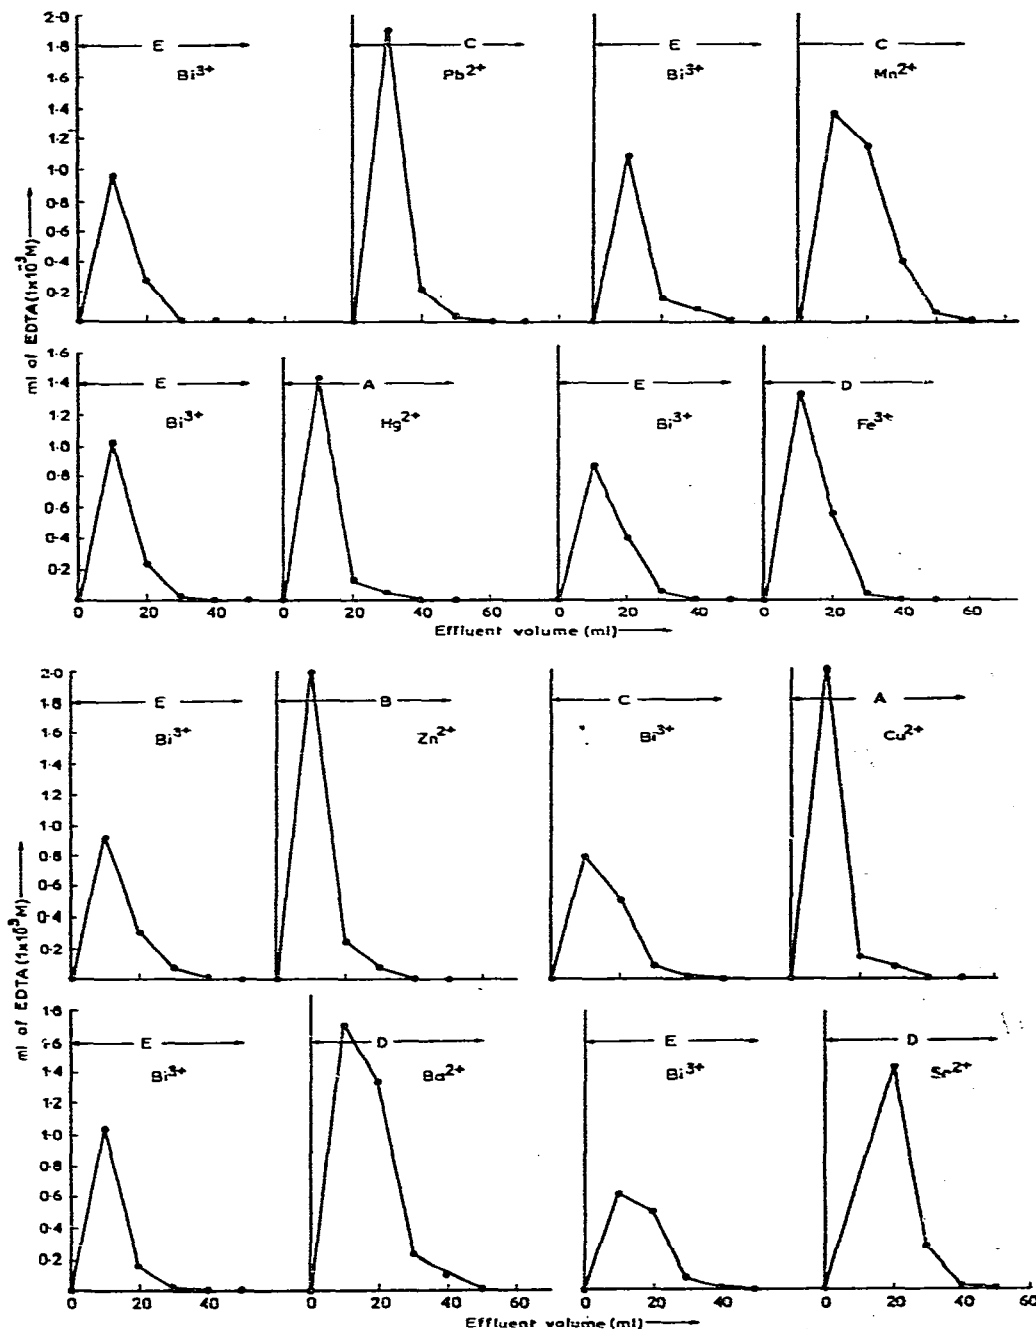 2·0
1·8
1·6
1·4
1·2
1·0
0·8
0·6
0·4
0·2
ml of EDTA (1x10⁻³M)
E C E C
Bi³⁺ Pb²⁺ Bi³⁺ Mn²⁺
1·6
1·4
1·2
1·0
0·8
0·6
0·4
0·2
E A E D
Bi³⁺ Hg²⁺ Bi³⁺ Fe³⁺
0 20 40 0 20 40 60 0 20 40 0 20 40 60
Effluent volume (ml)
2·0
1·8
1·6
1·4
1·2
1·0
0·8
0·6
0·4
0·2
ml of EDTA (1x10⁻³M)
E B C A
Bi³⁺ Zn²⁺ Bi³⁺ Cu²⁺
1·8
1·6
1·4
1·2
1·0
0·8
0·6
0·4
0·2
E D E D
Bi³⁺ Ba²⁺ Bi³⁺ Sr²⁺
0 20 40 0 20 40 60 0 20 40 0 20 40 60
Effluent volume (ml)